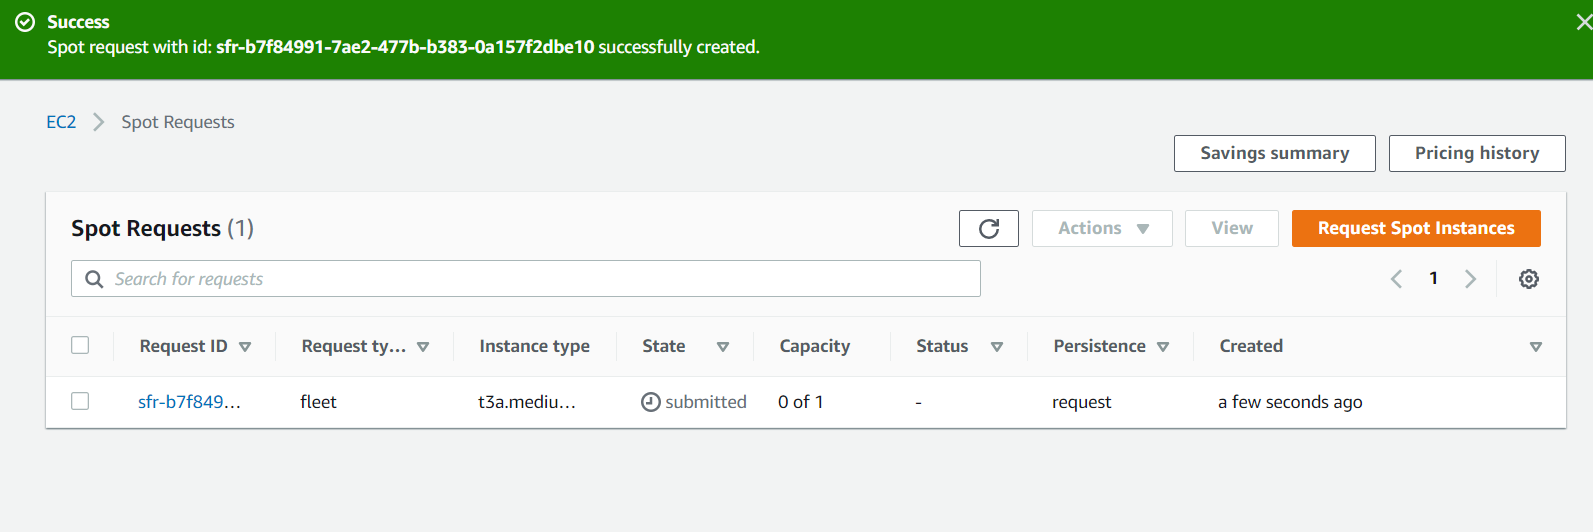 Success
Spot request with id: sfr-b7f84991-7ae2-477b-b383-0a157f2dbe10 successfully created.
EC2 Spot Requests
Savings summary Pricing history
Spot Requests (1) Actions View Request Spot Instances
Search for requests 1
Request ID Request ty... Instance type State Capacity Status Persistence Created
sfr-b7f849... fleet t3a.mediu... submitted 0 of 1 - request a few seconds ago